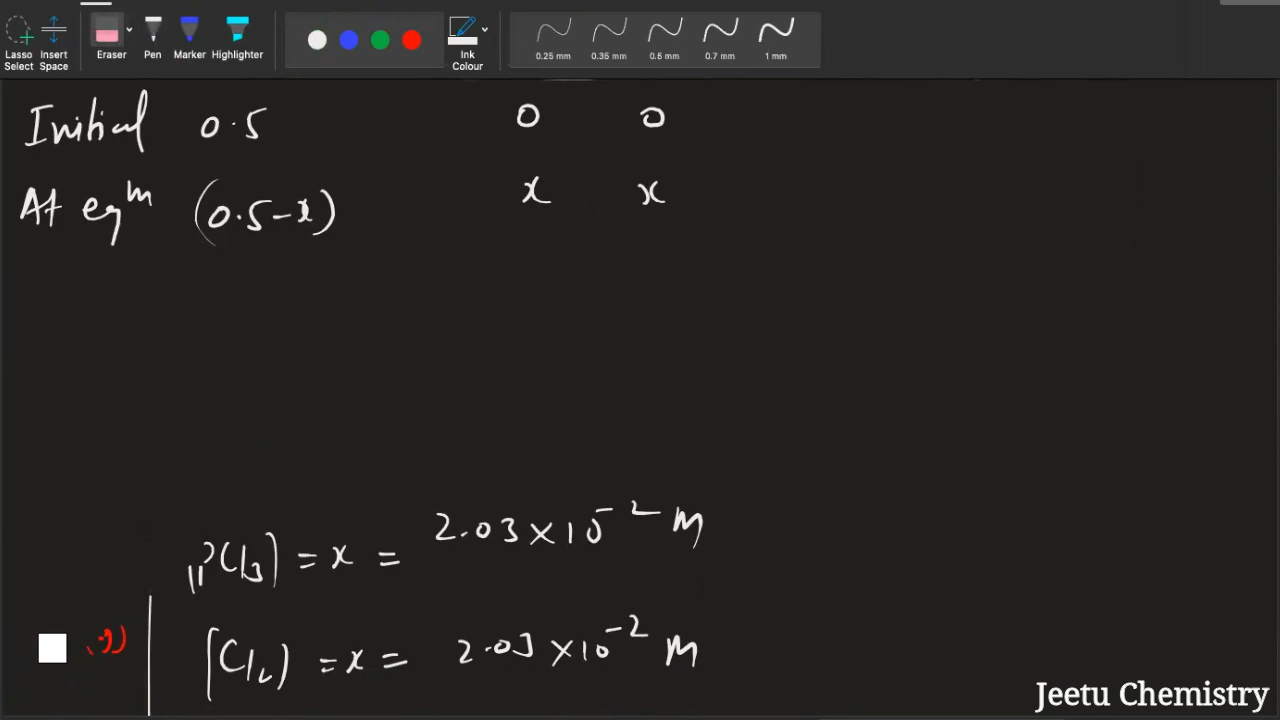 Lasso Select
Insert Space
Eraser
Pen
Marker
Highlighter
Ink Colour
0.25 mm
0.35 mm
0.5 mm
0.7 mm
1 mm
Initial 0.5 0 0
At eqᵐ (0.5-x) x x
PCl₃] = x = 2.03×10⁻² M
[Cl₂] = x = 2.03×10⁻² M
Jeetu Chemistry